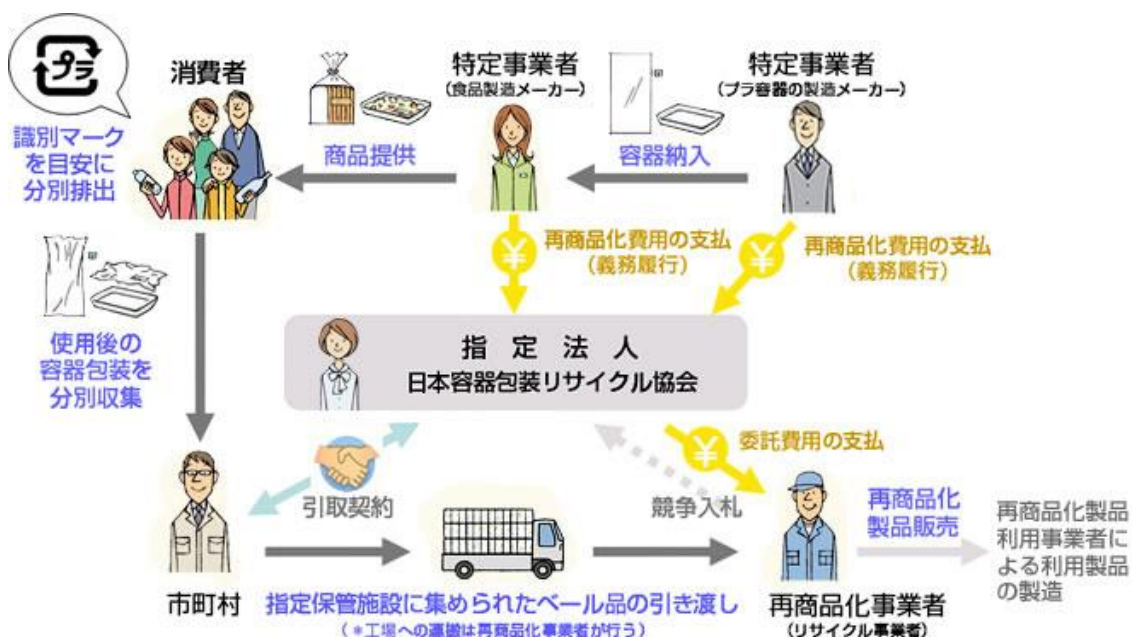 プラ
消費者
特定事業者
(食品製造メーカー)
特定事業者
(プラ容器の製造メーカー)
識別マーク
を目安に
分別排出
商品提供
容器納入
再商品化費用の支払
(義務履行)
再商品化費用の支払
(義務履行)
使用後の
容器包装を
分別収集
指定法人
日本容器包装リサイクル協会
委託費用の支払
引取契約
競争入札
再商品化
製品販売
再商品化製品
利用事業者に
よる利用製品
の製造
市町村
指定保管施設に集められたベール品の引き渡し
(*工場への運搬は再商品化事業者が行う)
再商品化事業者
(リサイクル事業者)